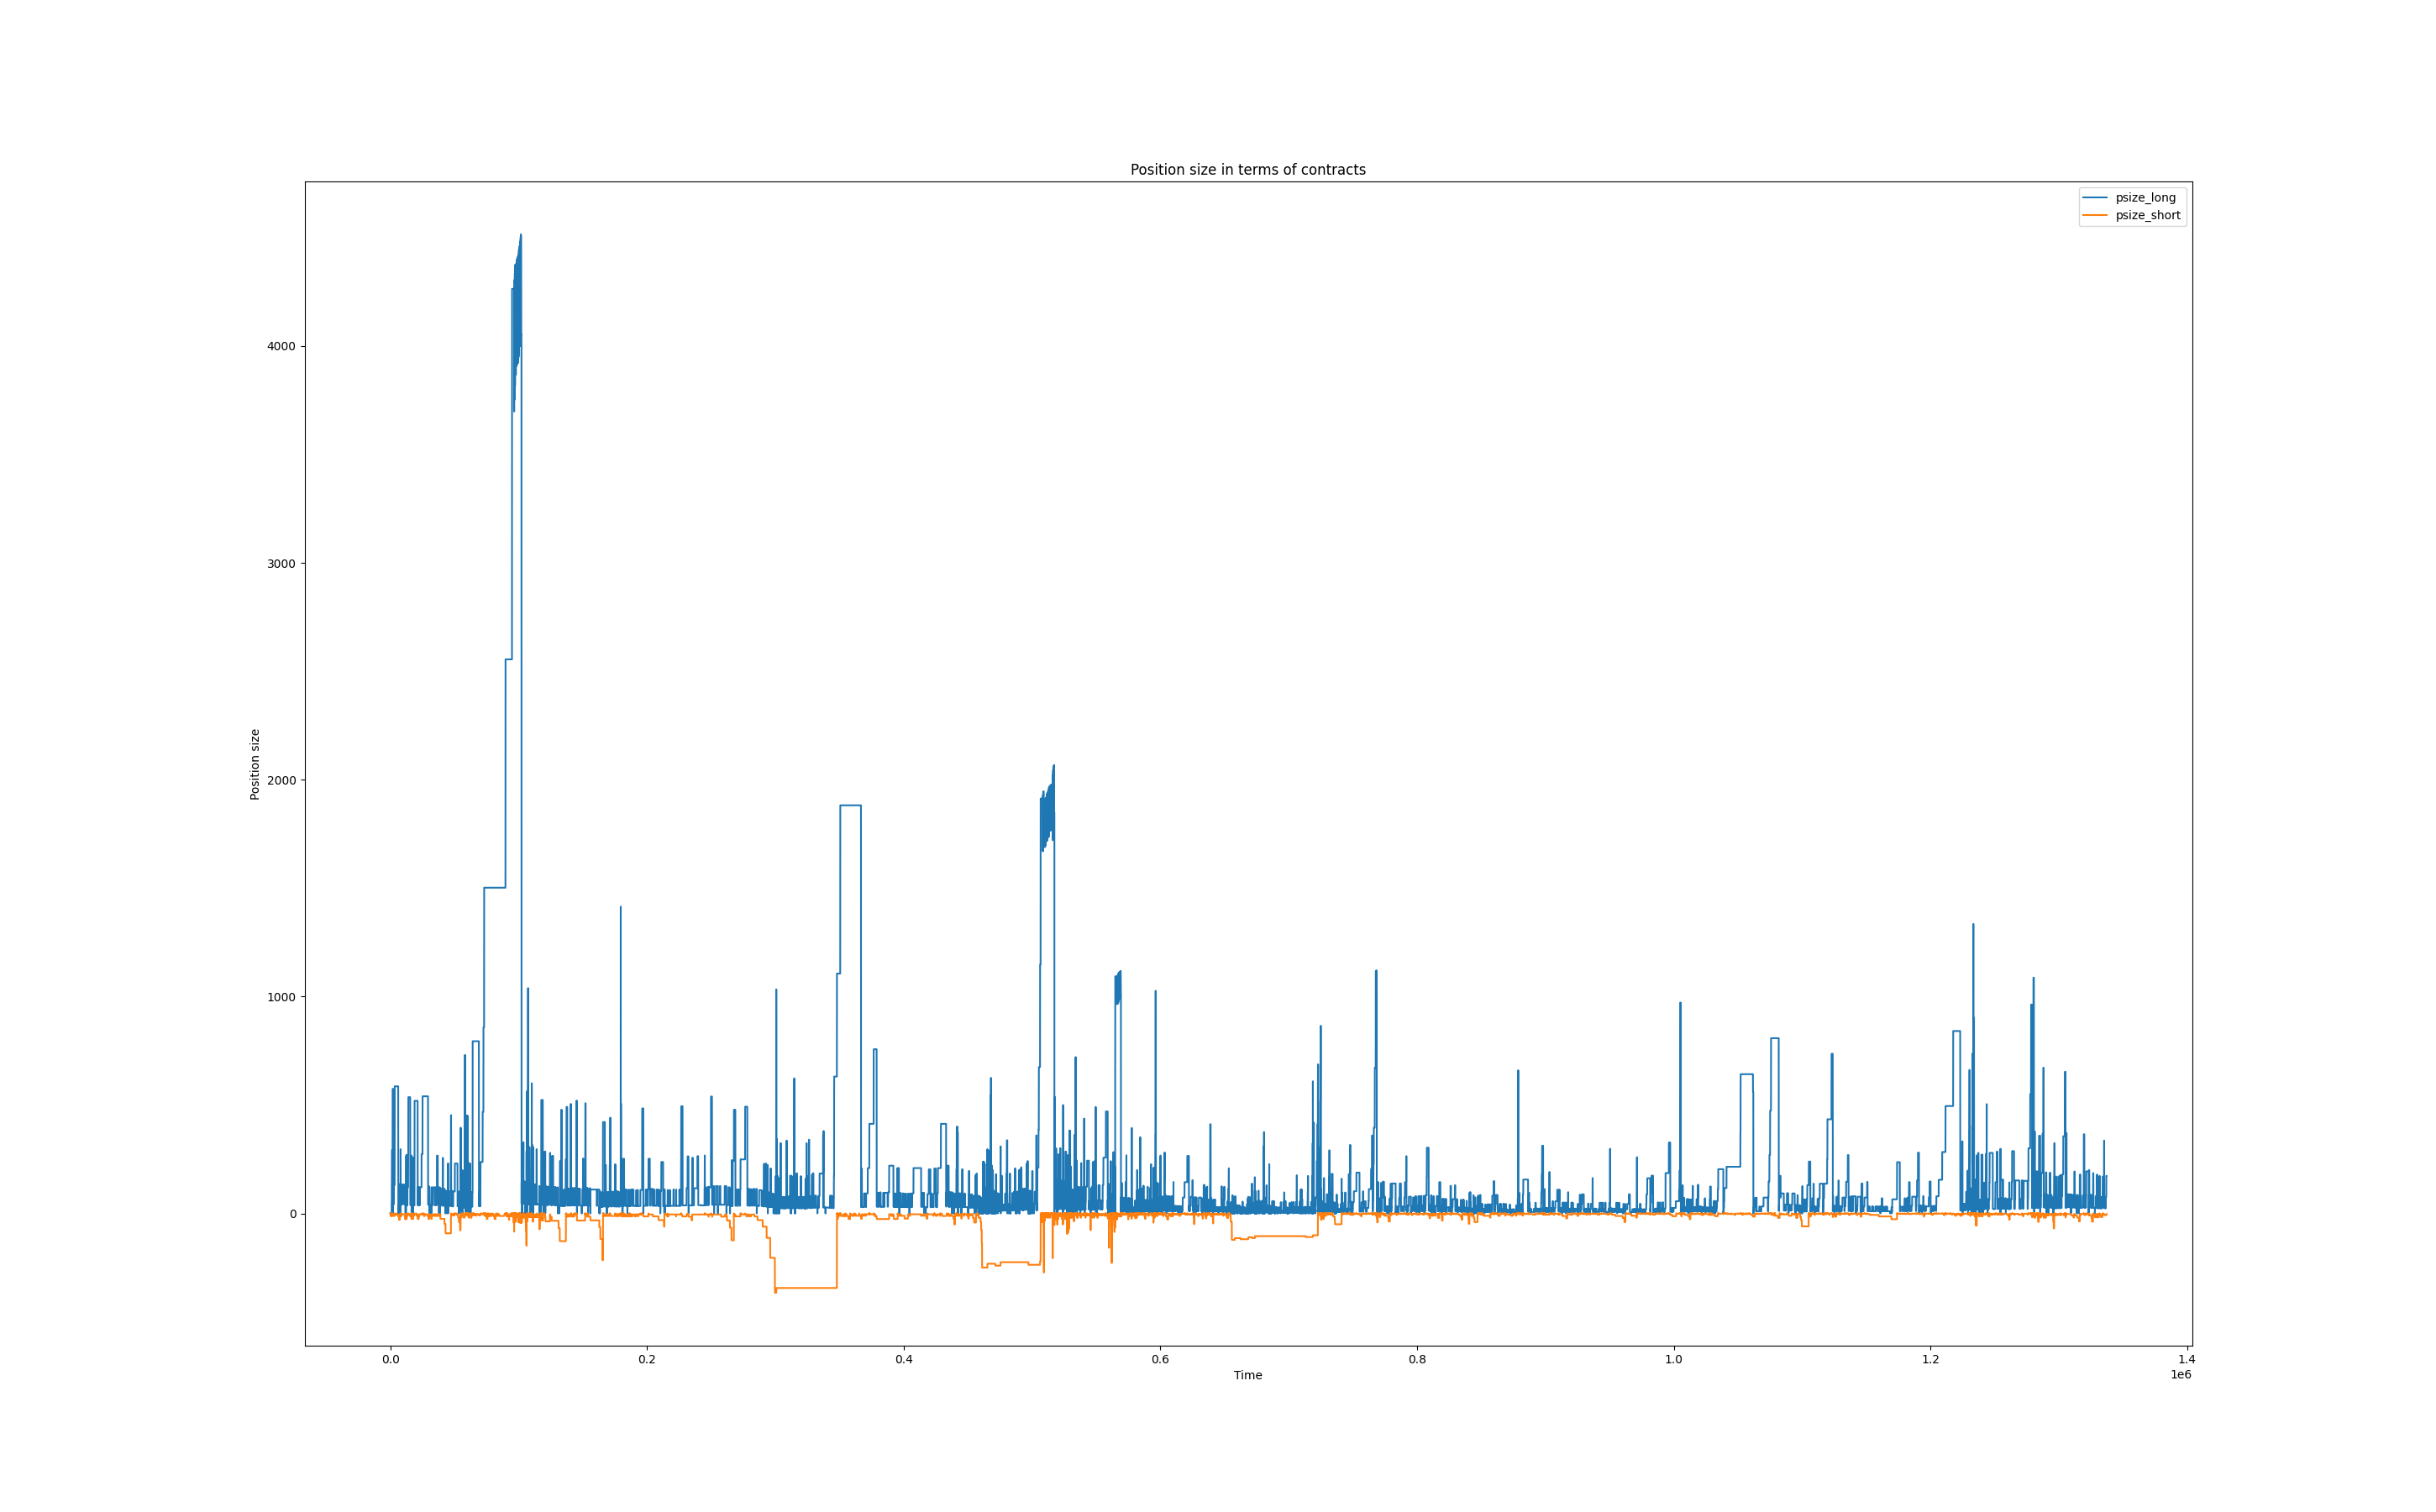 Position size in terms of contracts
psize_long
psize_short
Position size
4000
3000
2000
1000
0
0.0 0.2 0.4 0.6 0.8 1.0 1.2 1.4
1e6
Time